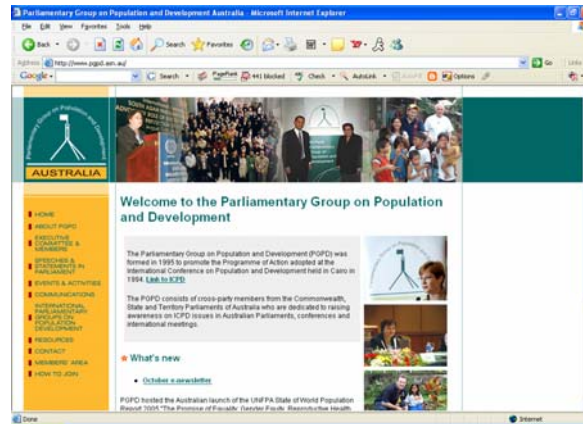 Parliamentary Group on Population and Development Australia - Microsoft Internet Explorer
File Edit View Favorites Tools Help
Back Search Favorites
Address http://www.pgpd.asn.au/ Go Links
Google Search PageRank 441 blocked Check AutoLink Options
Parliamentary Group on Population and Development
AUSTRALIA
HOME
ABOUT PGPD
EXECUTIVE
COMMITTEE &
MEMBERS
SPEECHES &
STATEMENTS IN
PARLIAMENT
EVENTS & ACTIVITIES
COMMUNICATIONS
INTERNATIONAL
PARLIAMENTARY
GROUPS ON
POPULATION
DEVELOPMENT
RESOURCES
CONTACT
MEMBERS' AREA
HOW TO JOIN
Welcome to the Parliamentary Group on Population
and Development
The Parliamentary Group on Population and Development (PGPD) was
formed in 1995 to promote the Programme of Action adopted at the
International Conference on Population and Development held in Cairo in
1994. Link to ICPD
The PGPD consists of cross-party members from the Commonwealth,
State and Territory Parliaments of Australia who are dedicated to raising
awareness on ICPD issues in Australian Parliaments, conferences and
international meetings.
What's new
October e-newsletter
PGPD hosted the Australian launch of the UNFPA State of World Population
Report 2005 "The Promise of Equality: Gender Equity, Reproductive Health
Done Internet